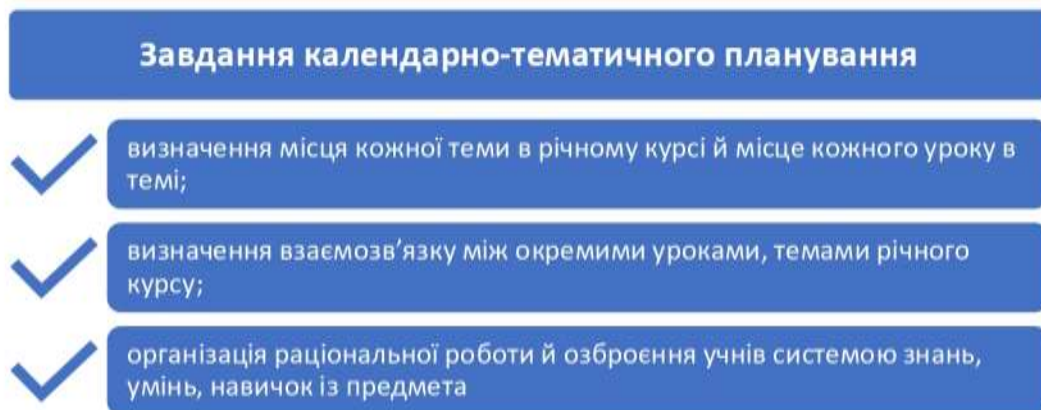 Завдання календарно-тематичного планування
визначення місця кожної теми в річному курсі й місце кожного уроку в
темі;
визначення взаємозв’язку між окремими уроками, темами річного
курсу;
організація раціональної роботи й озброєння учнів системою знань,
умінь, навичок із предмета